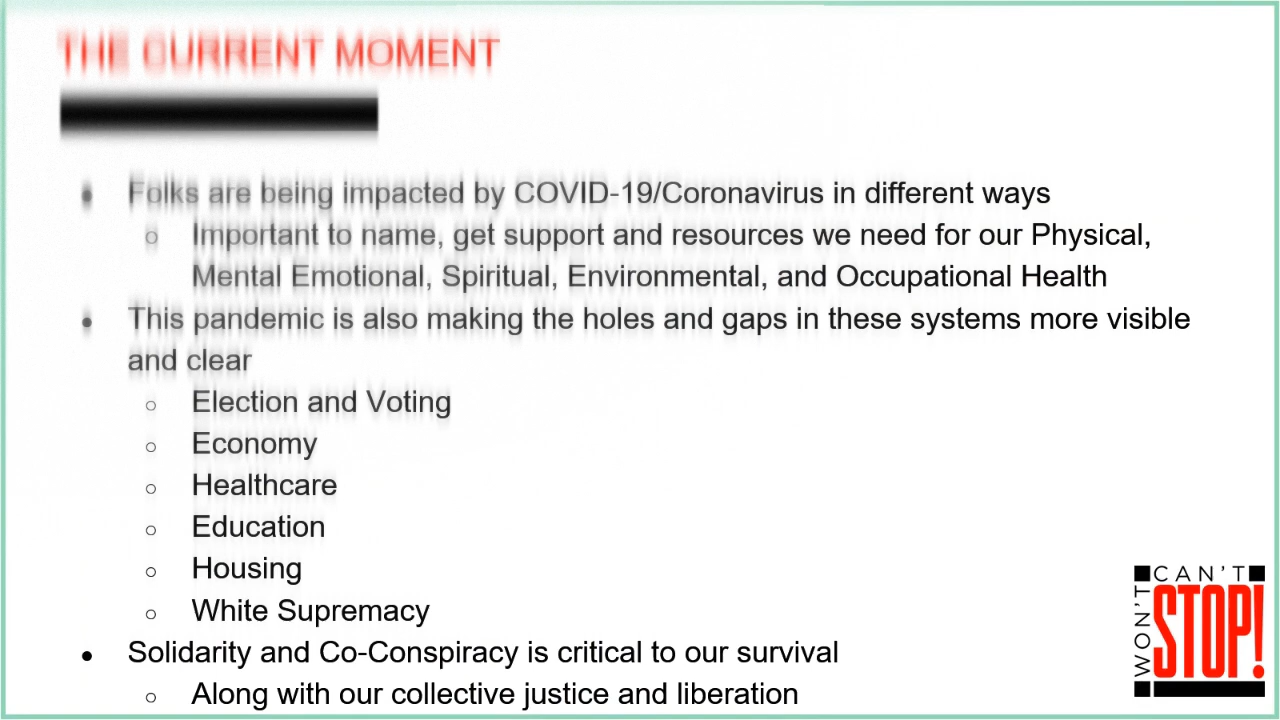 THE CURRENT MOMENT
• Folks are being impacted by COVID-19/Coronavirus in different ways
○ Important to name, get support and resources we need for our Physical,
Mental Emotional, Spiritual, Environmental, and Occupational Health
• This pandemic is also making the holes and gaps in these systems more visible
and clear
○ Election and Voting
○ Economy
○ Healthcare
○ Education
○ Housing
○ White Supremacy
• Solidarity and Co-Conspiracy is critical to our survival
○ Along with our collective justice and liberation
CAN'T
WON'T
STOP!